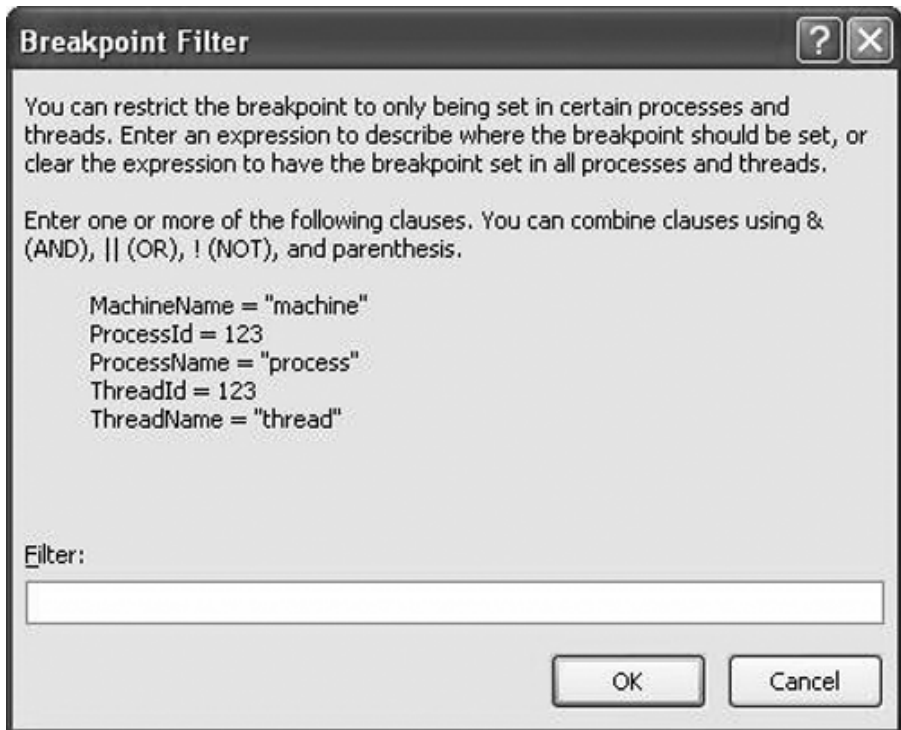 Breakpoint Filter
You can restrict the breakpoint to only being set in certain processes and
threads. Enter an expression to describe where the breakpoint should be set, or
clear the expression to have the breakpoint set in all processes and threads.
Enter one or more of the following clauses. You can combine clauses using &
(AND), || (OR), ! (NOT), and parenthesis.
MachineName = "machine"
ProcessId = 123
ProcessName = "process"
ThreadId = 123
ThreadName = "thread"
Filter:
OK Cancel